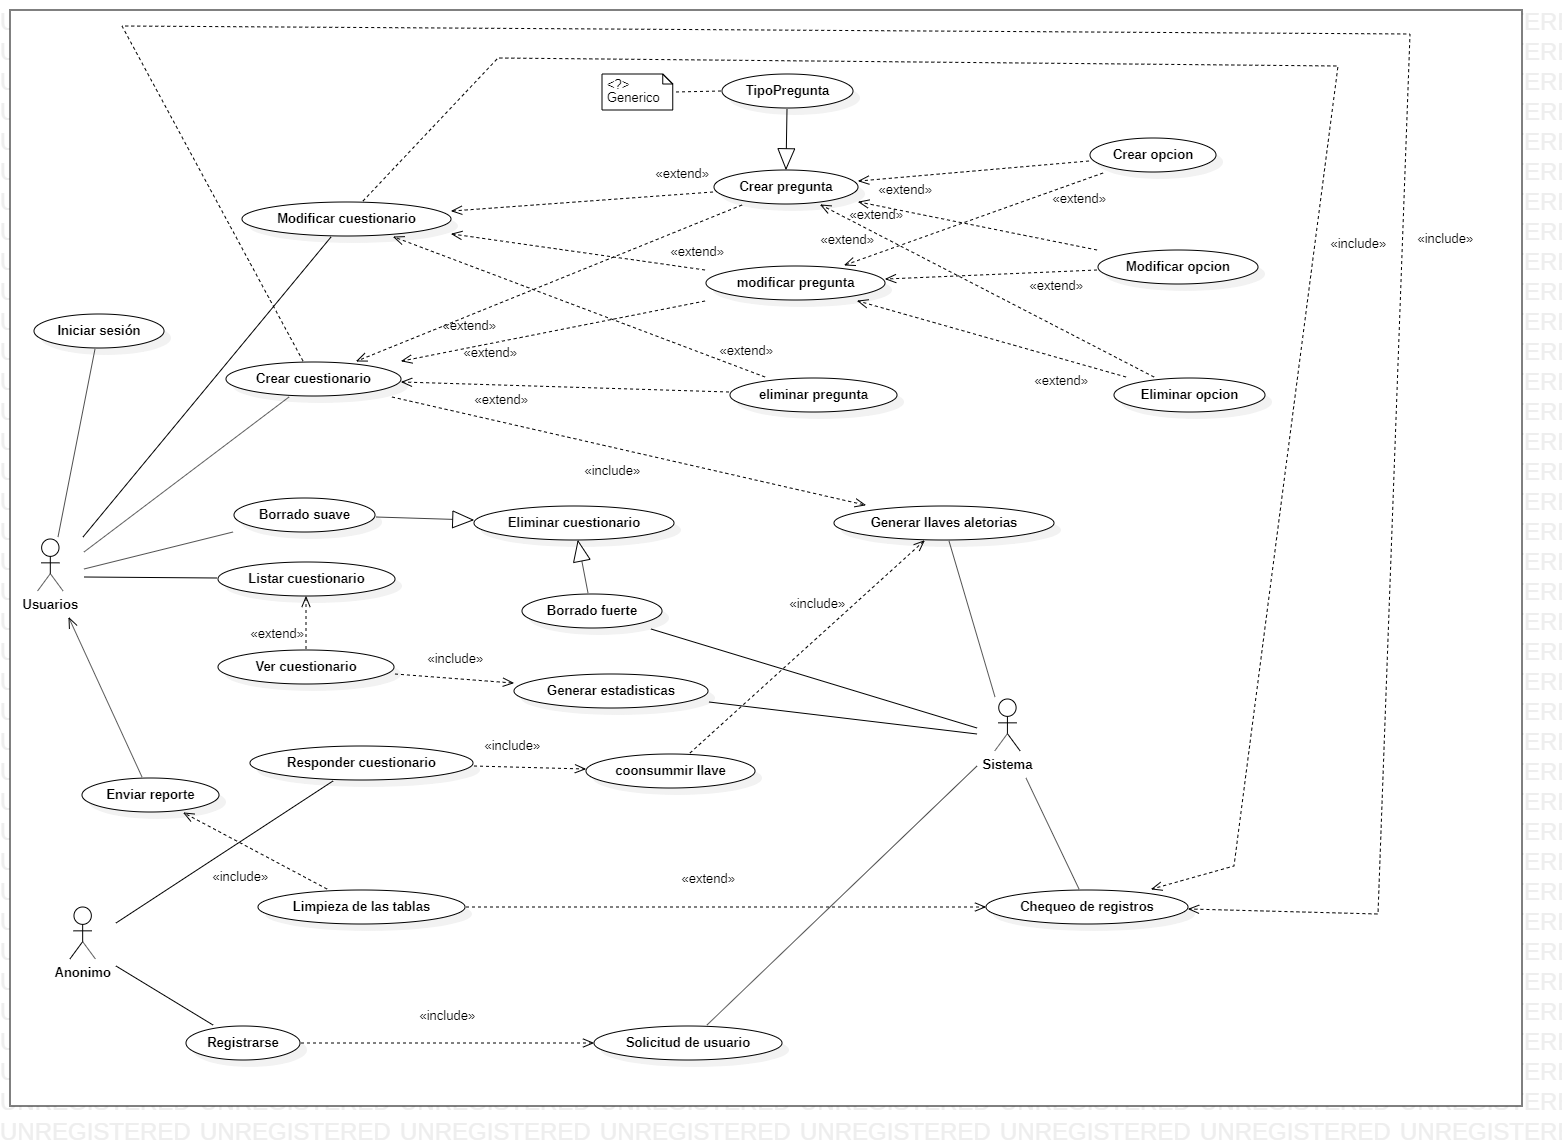 <?>
Generico
TipoPregunta
Crear opcion
«extend»
Crear pregunta
«extend»
«extend»
Modificar cuestionario
«extend»
«extend»
«extend»
«include»
«include»
Modificar opcion
modificar pregunta
«extend»
Iniciar sesión
«extend»
«extend»
«extend»
Crear cuestionario
«extend»
eliminar pregunta
Eliminar opcion
«extend»
«include»
Borrado suave
Eliminar cuestionario
Generar llaves aletorias
Listar cuestionario
Usuarios
Borrado fuerte
«include»
«extend»
Ver cuestionario
«include»
Generar estadisticas
Responder cuestionario
«include»
coonsummir llave
Sistema
Enviar reporte
«include»
«extend»
Limpieza de las tablas
Chequeo de registros
Anonimo
«include»
Registrarse
Solicitud de usuario
UNREGISTERED UNREGISTERED UNREGISTERED UNREGISTERED UNREGISTERED UNREGISTERED UNREGISTERED